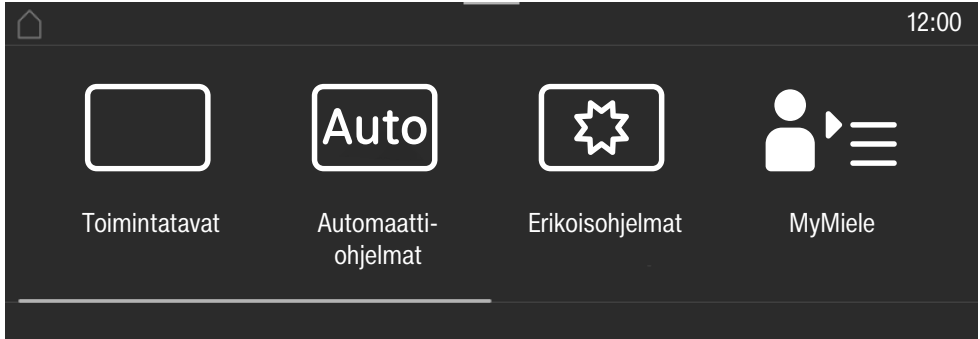 12:00
Auto
Toimintatavat
Automaatti-
ohjelmat
Erikoisohjelmat
MyMiele